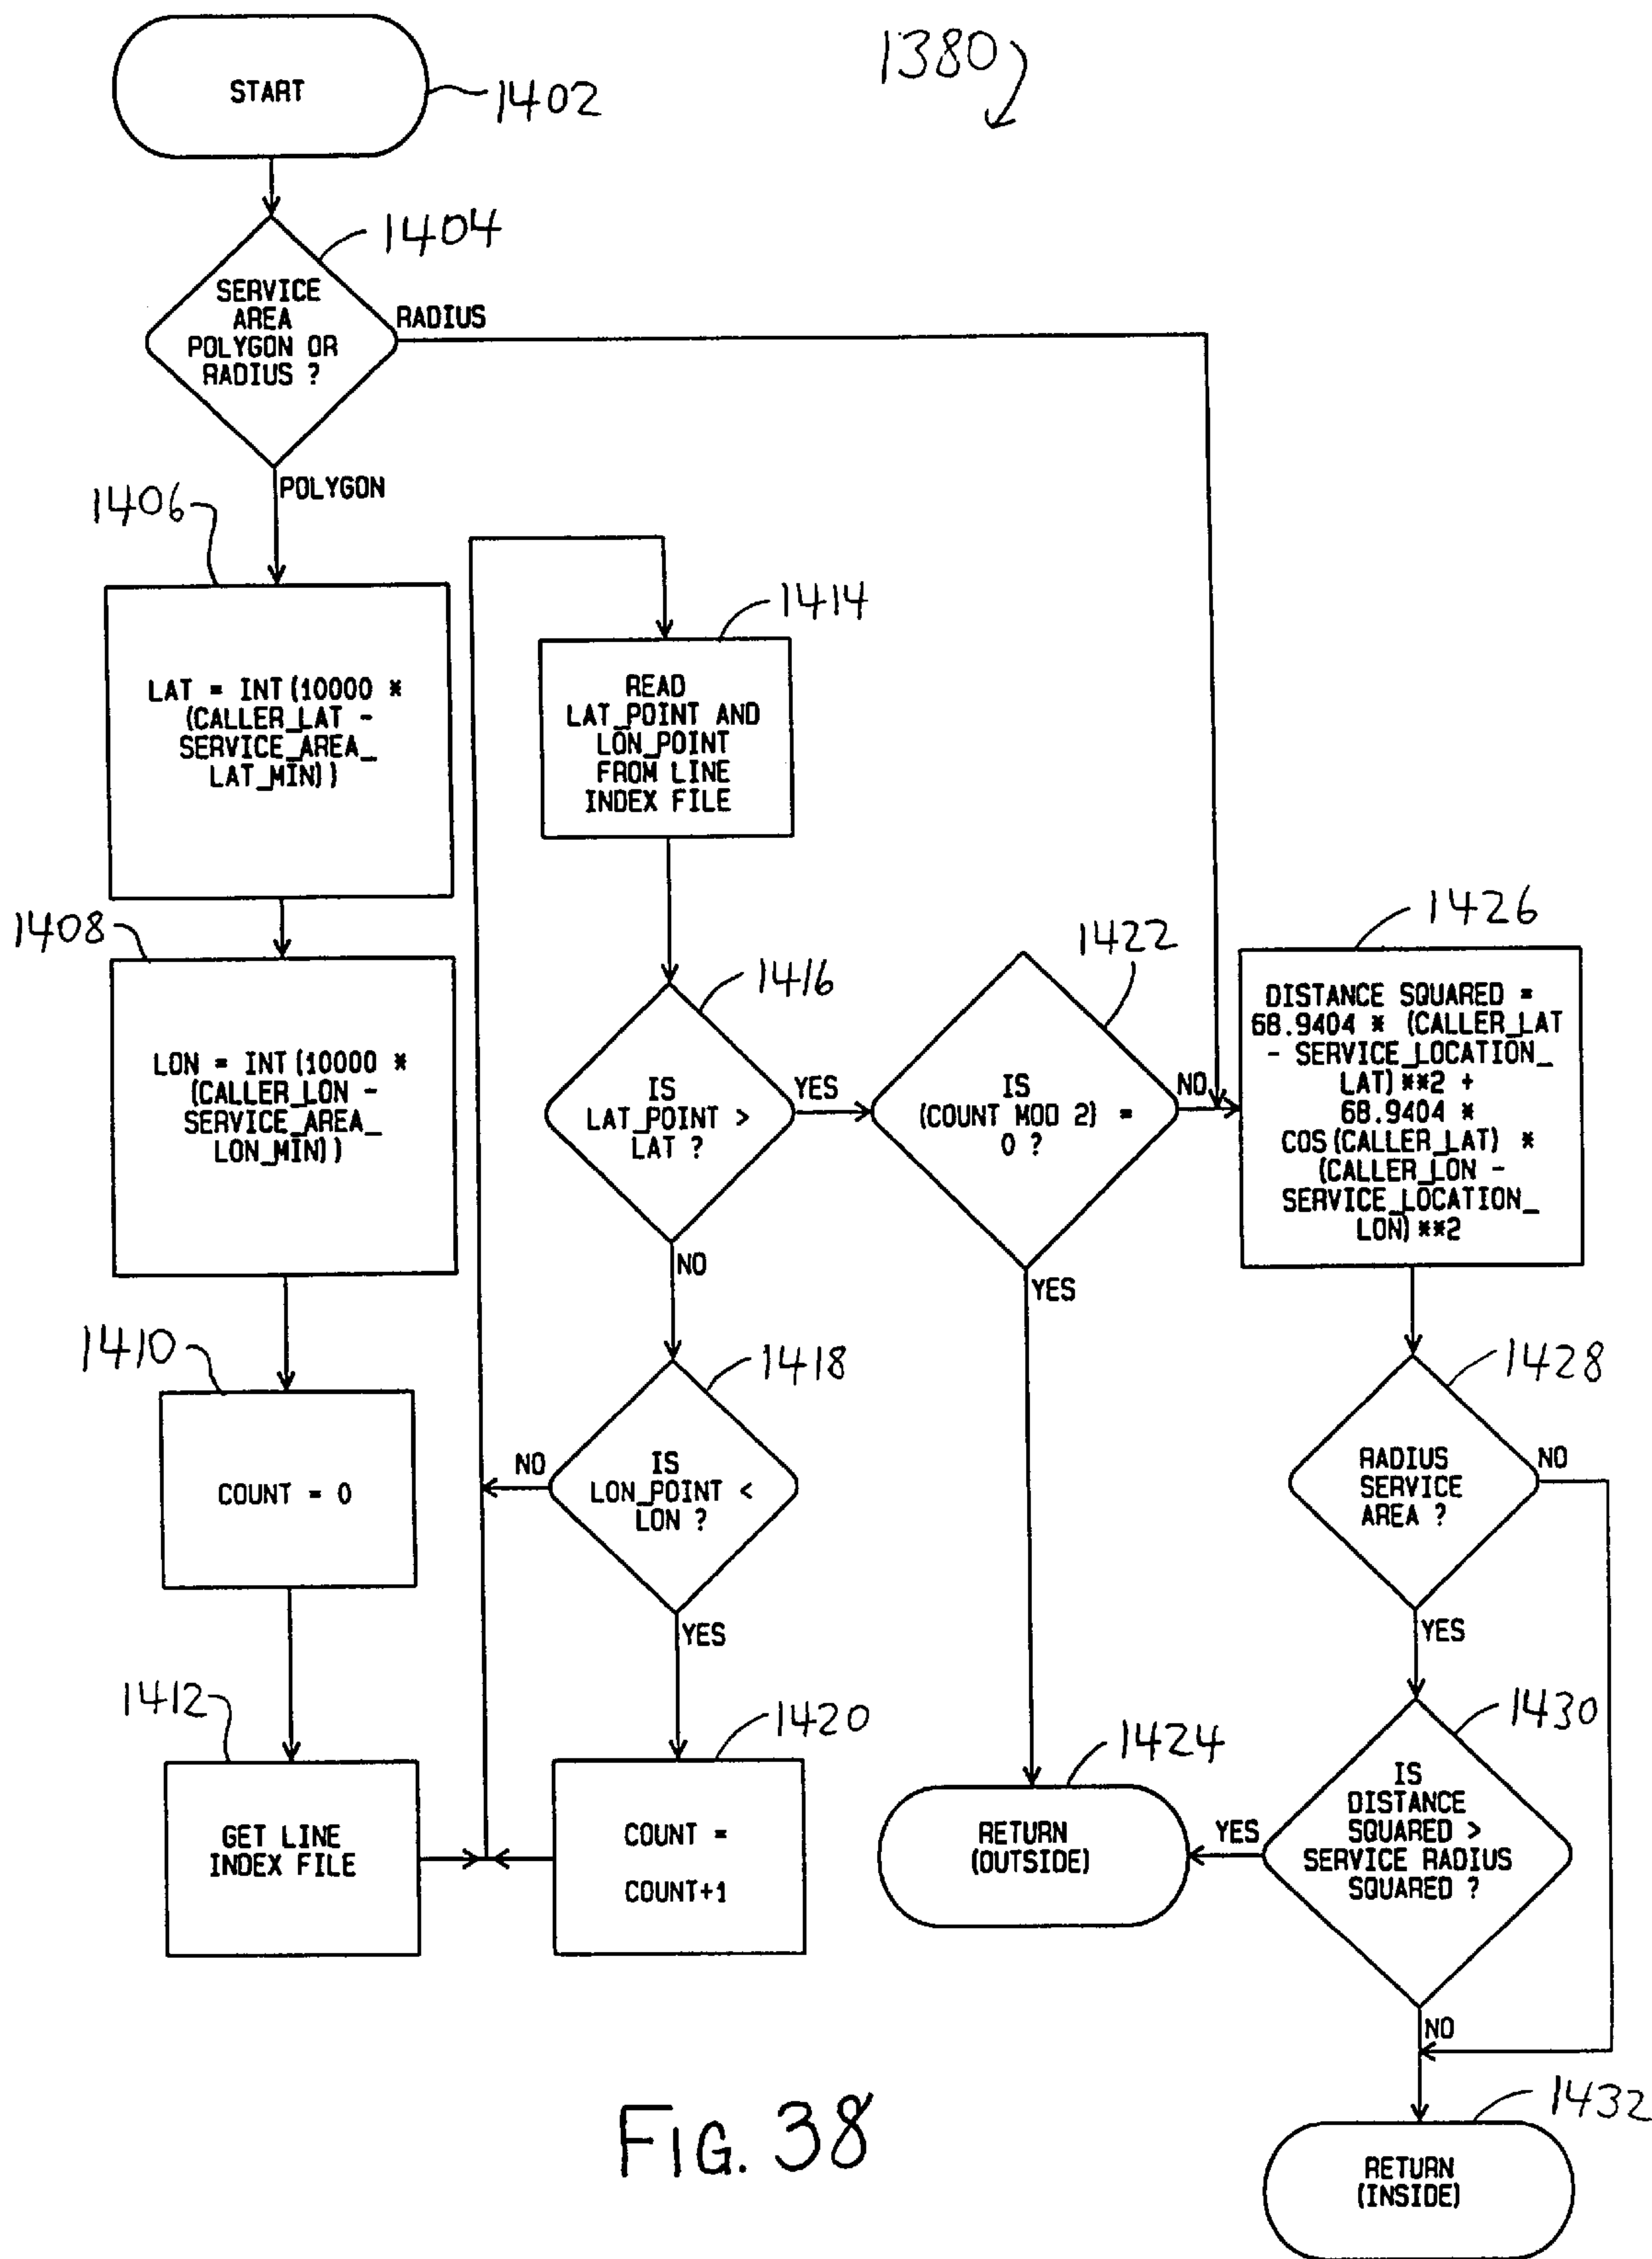 1380
START
1402
1404
SERVICE
AREA
POLYGON OR
RADIUS ?
RADIUS
POLYGON
1406
LAT = INT(10000 *
(CALLER_LAT -
SERVICE_AREA_
LAT_MIN))
1408
LON = INT(10000 *
(CALLER_LON -
SERVICE_AREA_
LON_MIN))
1410
COUNT = 0
1412
GET LINE
INDEX FILE
1414
READ
LAT_POINT AND
LON_POINT
FROM LINE
INDEX FILE
1416
IS
LAT_POINT >
LAT ?
YES
NO
1418
IS
LON_POINT <
LON ?
NO
YES
1420
COUNT =
COUNT+1
1422
IS
(COUNT MOD 2) =
0 ?
NO
YES
1424
RETURN
(OUTSIDE)
1426
DISTANCE SQUARED =
68.9404 * (CALLER_LAT
- SERVICE_LOCATION_
LAT)**2 +
68.9404 *
COS(CALLER_LAT) *
(CALLER_LON -
SERVICE_LOCATION_
LON)**2
1428
RADIUS
SERVICE
AREA ?
NO
YES
1430
IS
DISTANCE
SQUARED >
SERVICE RADIUS
SQUARED ?
YES
NO
1432
RETURN
(INSIDE)
FIG. 38